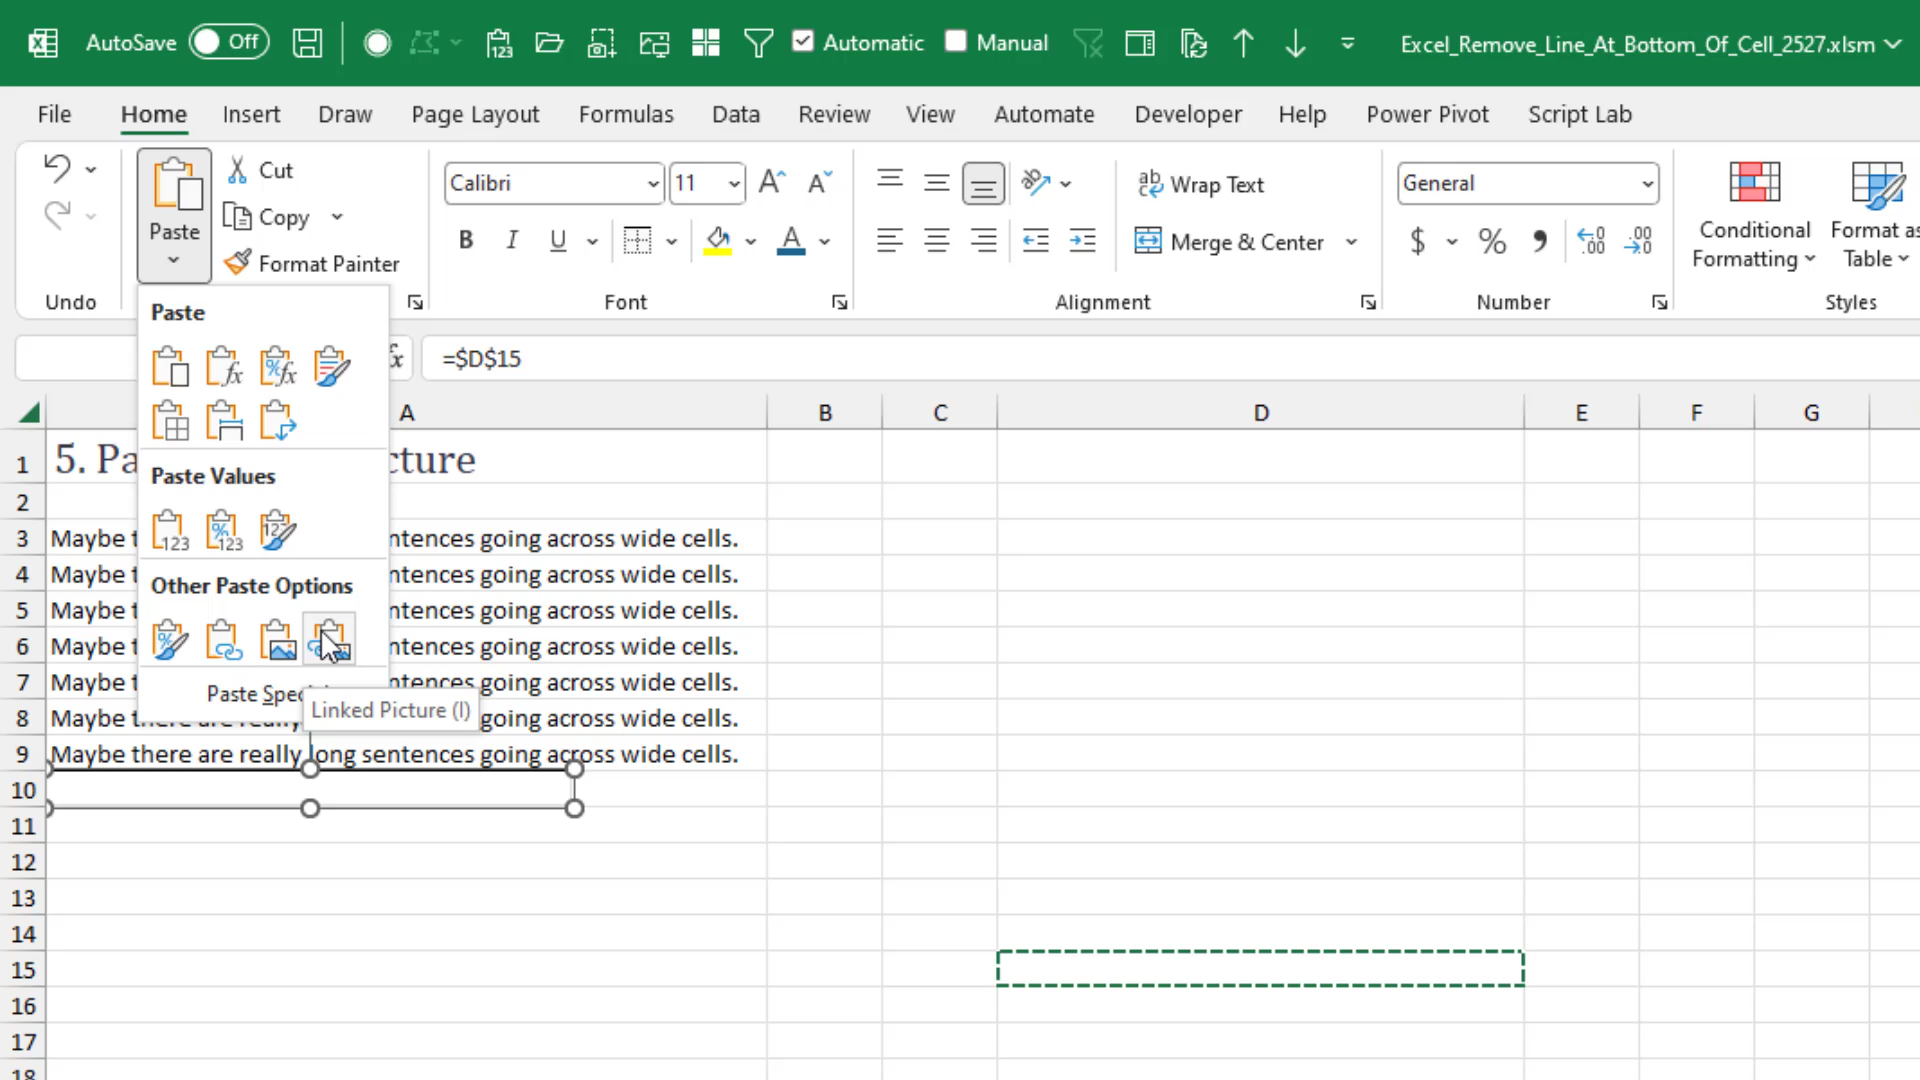 AutoSave Off Automatic Manual Excel_Remove_Line_At_Bottom_Of_Cell_2527.xlsm
File Home Insert Draw Page Layout Formulas Data Review View Automate Developer Help Power Pivot Script Lab
Paste Cut Calibri 11 Wrap Text General
Copy B I U Merge & Center $ % Conditional Formatting Format as Table
Format Painter
Undo Font Alignment Number Styles
Paste
fx =$D$15
A B C D E F G
1 5. Pa cture
Paste Values
2
3 Maybe t ntences going across wide cells.
Other Paste Options
4 Maybe t ntences going across wide cells.
5 Maybe t ntences going across wide cells.
6 Maybe t ntences going across wide cells.
7 Maybe t ntences going across wide cells.
Paste Spec
Linked Picture (I)
8 Maybe there are really going across wide cells.
9 Maybe there are really long sentences going across wide cells.
10
11
12
13
14
15
16
17
18